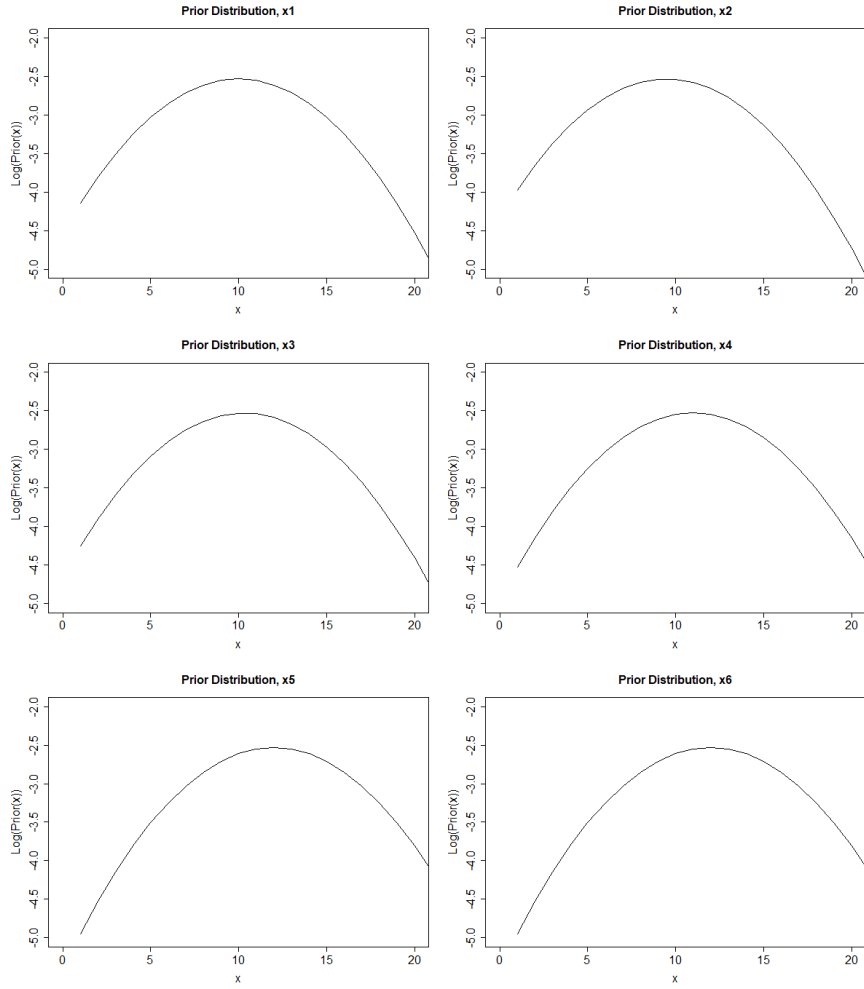 Prior Distribution, x1
Log(Prior(x))
-2.0
-2.5
-3.0
-3.5
-4.0
-4.5
-5.0
0 5 10 15 20
x
Prior Distribution, x2
Log(Prior(x))
-2.0
-2.5
-3.0
-3.5
-4.0
-4.5
-5.0
0 5 10 15 20
x
Prior Distribution, x3
Log(Prior(x))
-2.0
-2.5
-3.0
-3.5
-4.0
-4.5
-5.0
0 5 10 15 20
x
Prior Distribution, x4
Log(Prior(x))
-2.0
-2.5
-3.0
-3.5
-4.0
-4.5
-5.0
0 5 10 15 20
x
Prior Distribution, x5
Log(Prior(x))
-2.0
-2.5
-3.0
-3.5
-4.0
-4.5
-5.0
0 5 10 15 20
x
Prior Distribution, x6
Log(Prior(x))
-2.0
-2.5
-3.0
-3.5
-4.0
-4.5
-5.0
0 5 10 15 20
x